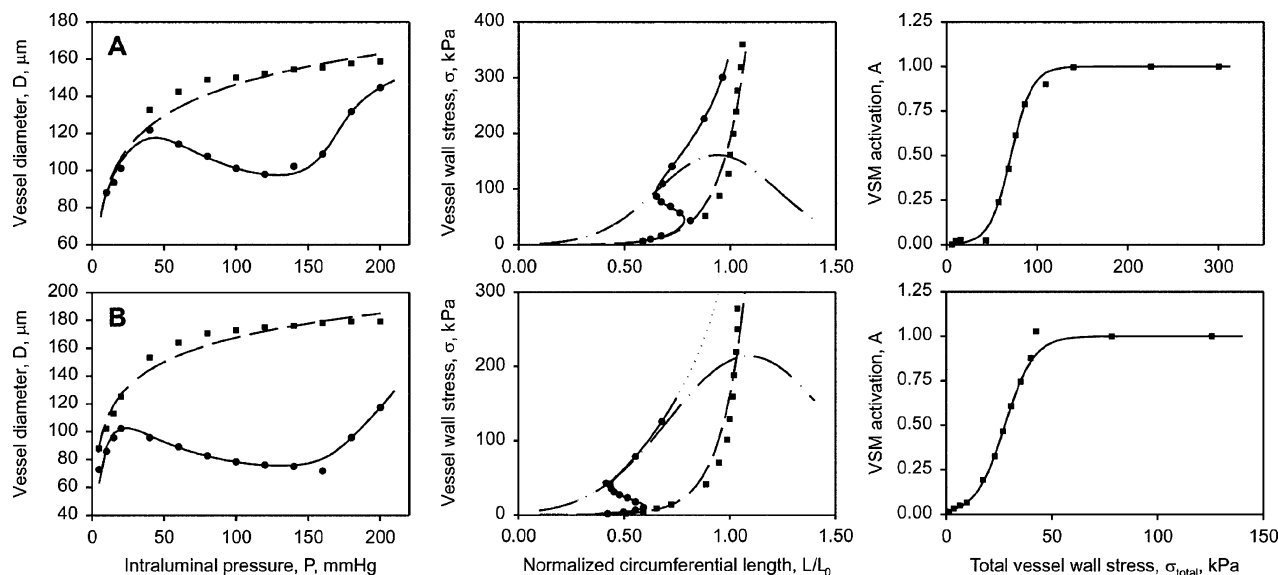 A
Vessel diameter, D, μm
180
160
140
120
100
80
60
0 50 100 150 200
Vessel wall stress, σ, kPa
400
300
200
100
0
0.00 0.50 1.00 1.50
VSM activation, A
1.25
1.00
0.75
0.50
0.25
0.00
0 100 200 300
B
Vessel diameter, D, μm
200
180
160
140
120
100
80
60
40
0 50 100 150 200
Intraluminal pressure, P, mmHg
Vessel wall stress, σ, kPa
300
200
100
0
0.00 0.50 1.00 1.50
Normalized circumferential length, L/L0
VSM activation, A
1.25
1.00
0.75
0.50
0.25
0.00
0 50 100 150
Total vessel wall stress, σtotal, kPa